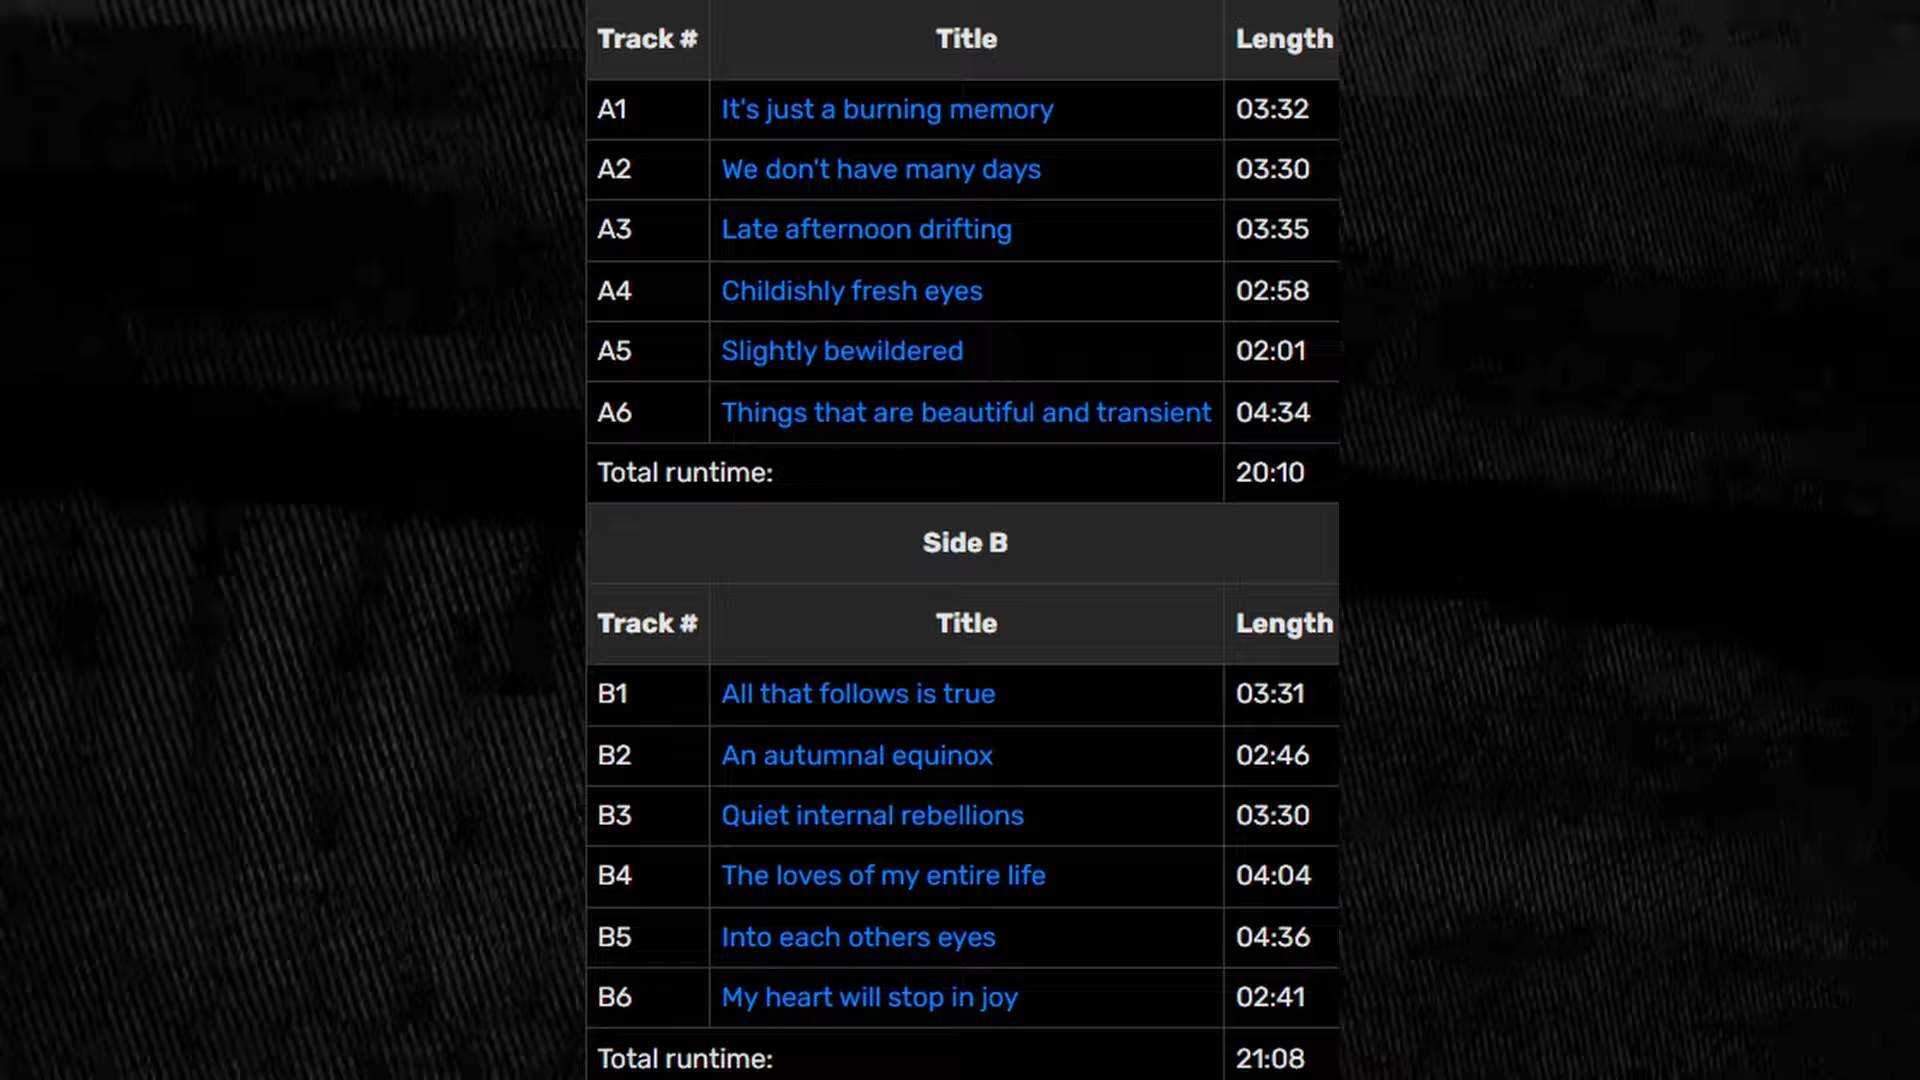 Track # Title Length
A1 It's just a burning memory 03:32
A2 We don't have many days 03:30
A3 Late afternoon drifting 03:35
A4 Childishly fresh eyes 02:58
A5 Slightly bewildered 02:01
A6 Things that are beautiful and transient 04:34
Total runtime: 20:10
Side B
Track # Title Length
B1 All that follows is true 03:31
B2 An autumnal equinox 02:46
B3 Quiet internal rebellions 03:30
B4 The loves of my entire life 04:04
B5 Into each others eyes 04:36
B6 My heart will stop in joy 02:41
Total runtime: 21:08